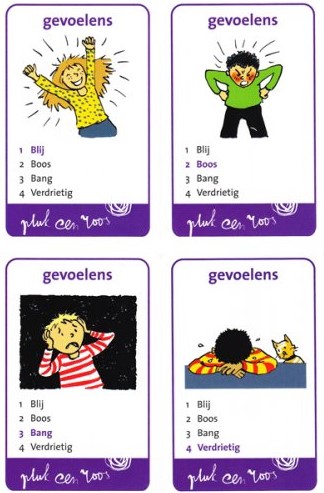 gevoelens
1 Blij
2 Boos
3 Bang
4 Verdrietig
pluk een roos
gevoelens
1 Blij
2 Boos
3 Bang
4 Verdrietig
pluk een roos
gevoelens
1 Blij
2 Boos
3 Bang
4 Verdrietig
pluk een roos
gevoelens
1 Blij
2 Boos
3 Bang
4 Verdrietig
pluk een roos